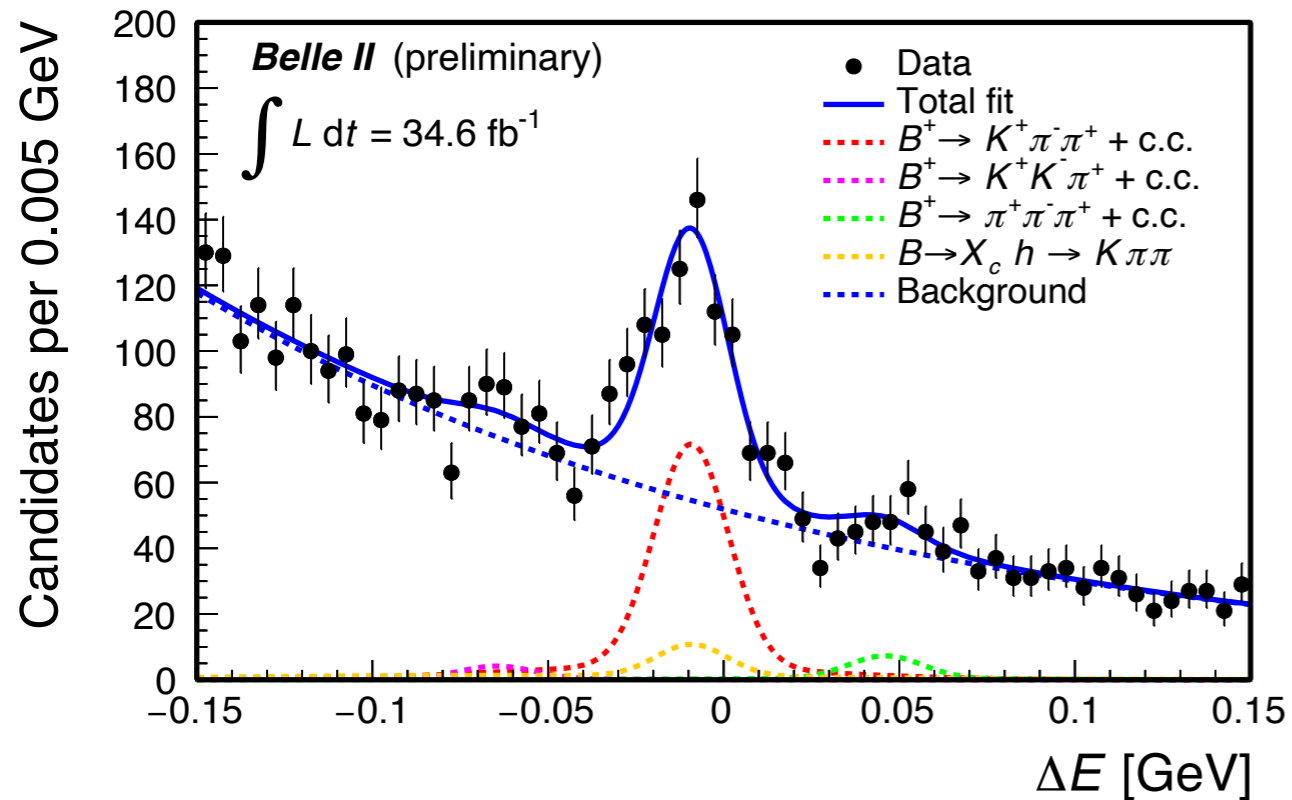 Candidates per 0.005 GeV
200
180
160
140
120
100
80
60
40
20
0
Belle II (preliminary)
∫ L dt = 34.6 fb⁻¹
Data
Total fit
B⁺→ K⁺π⁻π⁺ + c.c.
B⁺→ K⁺K⁻π⁺ + c.c.
B⁺→ π⁺π⁻π⁺ + c.c.
B→X_c h → Kππ
Background
−0.15 −0.1 −0.05 0 0.05 0.1 0.15
ΔE [GeV]